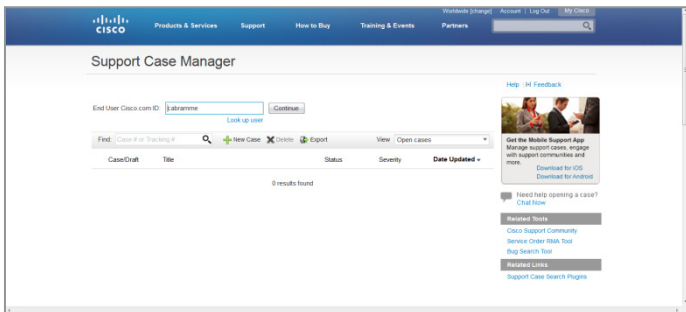 Worldwide [change] Account Log Out My Cisco
CISCO Products & Services Support How to Buy Training & Events Partners
Support Case Manager
Help Feedback
End User Cisco.com ID: cabramme Continue
Look up user
Find: Case # or Tracking # New Case Delete Export View Open cases
Case/Draft Title Status Severity Date Updated
0 results found
Get the Mobile Support App
Manage support cases, engage
with support communities and
more.
Download for iOS
Download for Android
Need help opening a case?
Chat Now
Related Tools
Cisco Support Community
Service Order RMA Tool
Bug Search Tool
Related Links
Support Case Search Plugins